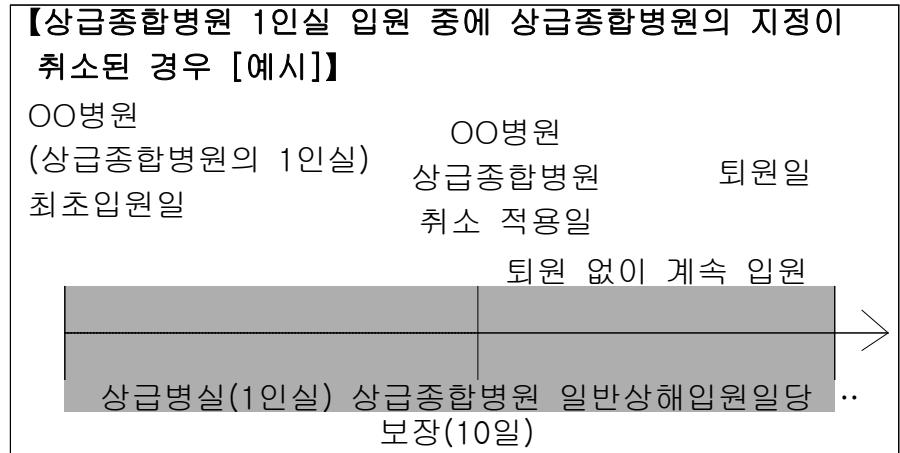 【상급종합병원 1인실 입원 중에 상급종합병원의 지정이
취소된 경우 [예시]】
OO병원
(상급종합병원의 1인실)
최초입원일
OO병원
상급종합병원
취소 적용일
퇴원일
퇴원 없이 계속 입원
상급병실(1인실) 상급종합병원 일반상해입원일당 ‥
보장(10일)